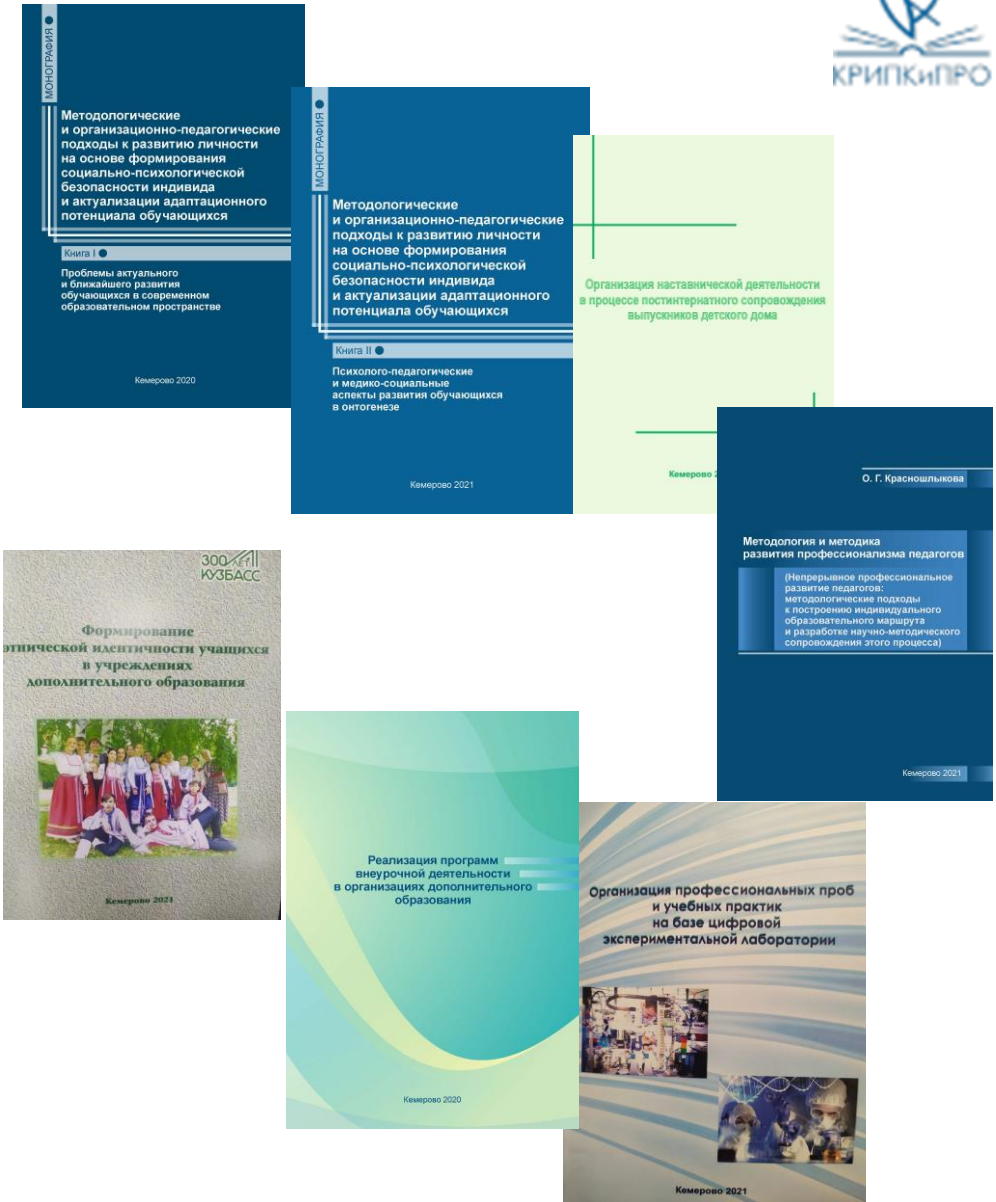 КРИПКиПРО
МОНОГРАФИЯ
Методологические
и организационно-педагогические
подходы к развитию личности
на основе формирования
социально-психологической
безопасности индивида
и актуализации адаптационного
потенциала обучающихся
Книга I
Проблемы актуального
и ближайшего развития
обучающихся в современном
образовательном пространстве
Кемерово 2020
МОНОГРАФИЯ
Методологические
и организационно-педагогические
подходы к развитию личности
на основе формирования
социально-психологической
безопасности индивида
и актуализации адаптационного
потенциала обучающихся
Книга II
Психолого-педагогические
и медико-социальные
аспекты развития обучающихся
в онтогенезе
Кемерово 2021
Организация наставнической деятельности
в процессе постинтернатного сопровождения
выпускников детского дома
Кемерово
О. Г. Красношлыкова
Методология и методика
развития профессионализма педагогов
(Непрерывное профессиональное
развитие педагогов:
методологические подходы
к построению индивидуального
образовательного маршрута
и разработке научно-методического
сопровождения этого процесса)
Кемерово 2021
300 ЛЕТ
КУЗБАСС
Формирование
этнической идентичности учащихся
в учреждениях
дополнительного образования
Кемерово 2021
Реализация программ
внеурочной деятельности
в организациях дополнительного
образования
Кемерово 2020
Организация профессиональных проб
и учебных практик
на базе цифровой
экспериментальной лаборатории
Кемерово 2021